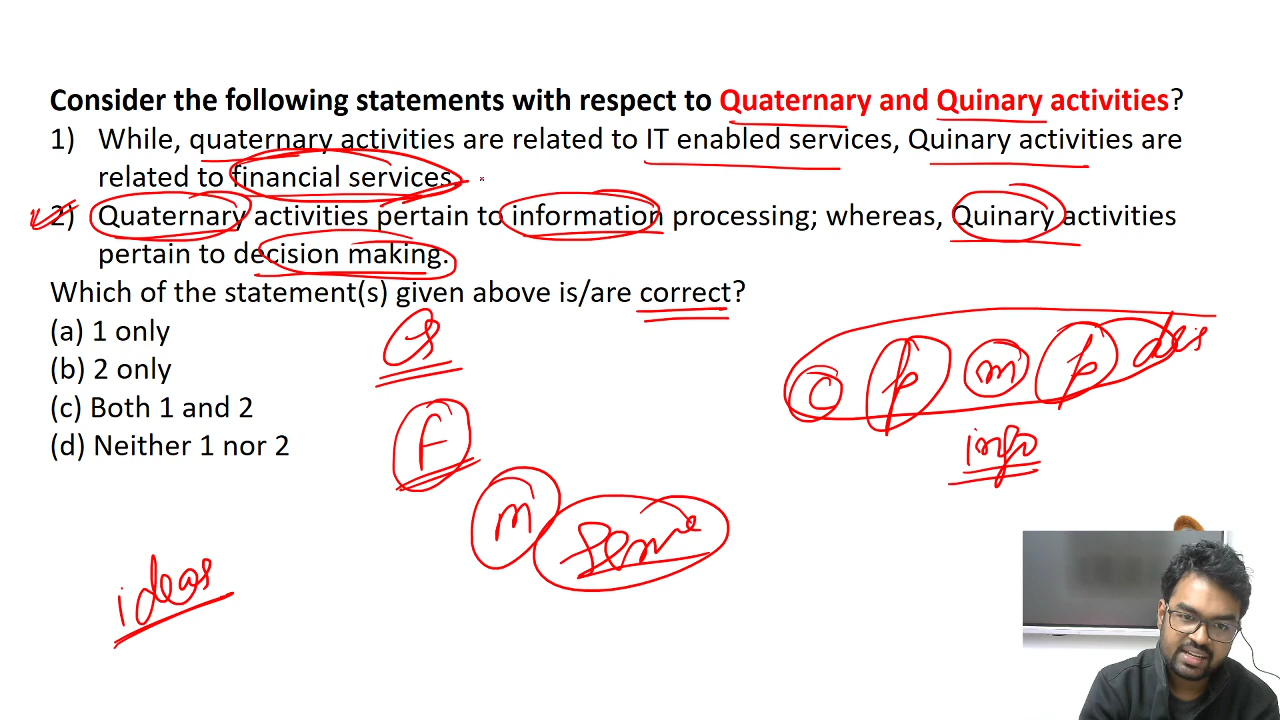 Consider the following statements with respect to Quaternary and Quinary activities?
1) While, quaternary activities are related to IT enabled services, Quinary activities are
related to financial services.
2) Quaternary activities pertain to information processing; whereas, Quinary activities
pertain to decision making.
Which of the statement(s) given above is/are correct?
(a) 1 only
(b) 2 only
(c) Both 1 and 2
(d) Neither 1 nor 2
C p m p dis
info
F
m
ideas